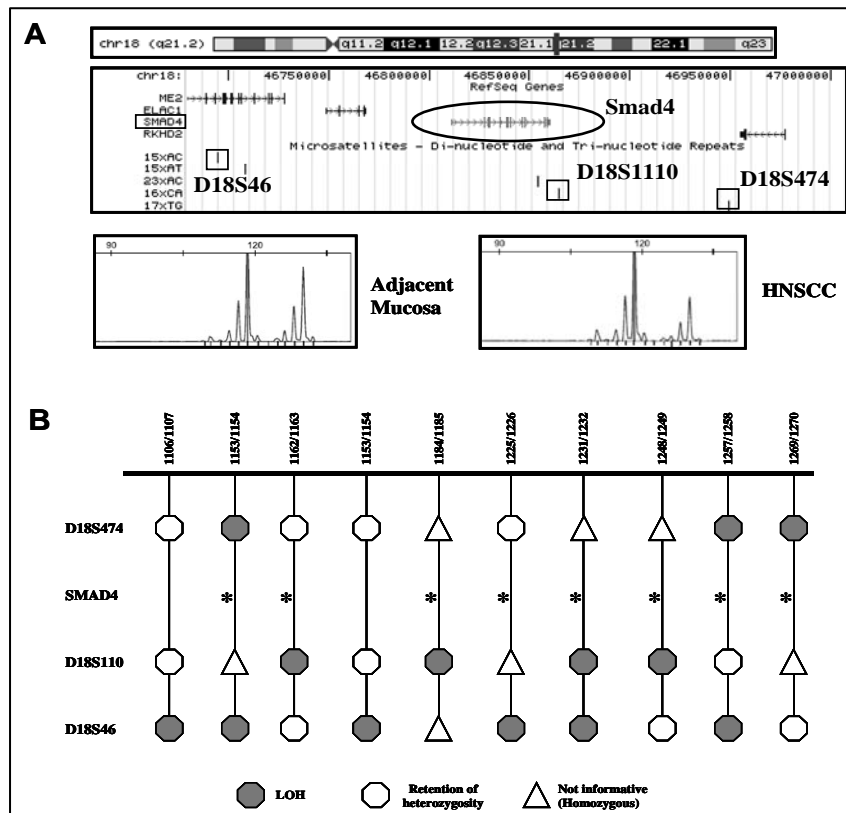 A
chr18 (q21.2) q11.2 q12.1 12.2 q12.3 21.1 q21.2 22.1 q23
chr18: 46750000 46800000 46850000 46900000 46950000 47000000
RefSeq Genes
ME2
ELAC1
Smad4
SMAD4
RKHD2
Microsatellites - Di-nucleotide and Tri-nucleotide Repeats
15xAC
15xAT
D18S46
D18S1110
D18S474
23xAC
16xCA
17xTG
90 120
Adjacent
Mucosa
90 120
HNSCC
B
1106/1107 1153/1154 1162/1163 1153/1154 1184/1185 1225/1226 1231/1232 1248/1249 1257/1258 1269/1270
D18S474
SMAD4 * * * * * * * *
D18S110
D18S46
LOH
Retention of
heterozygosity
Not informative
(Homozygous)